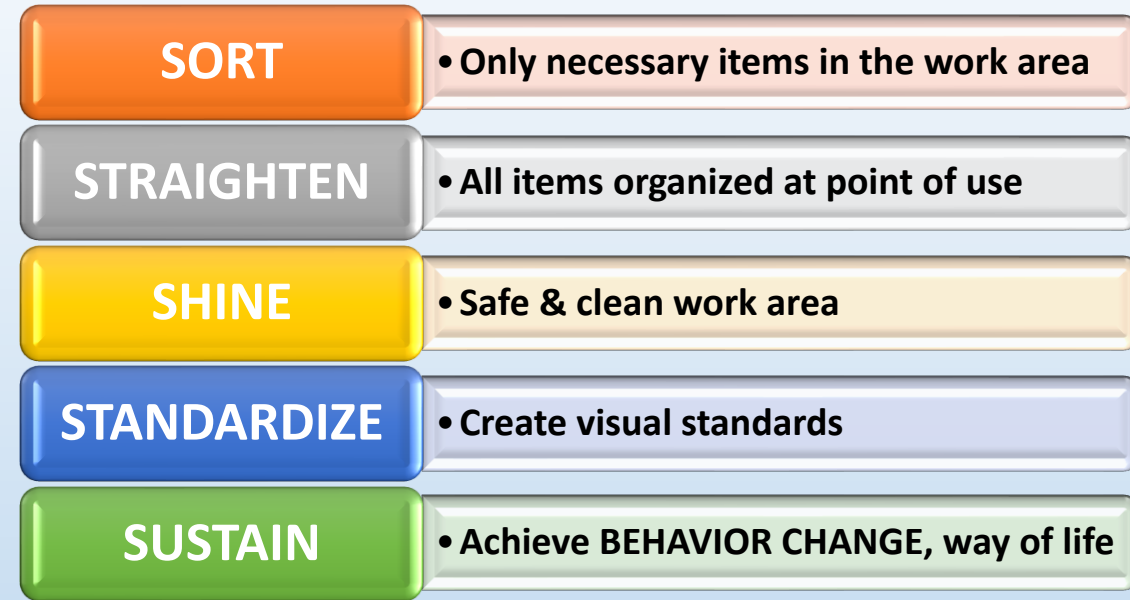 SORT
• Only necessary items in the work area
STRAIGHTEN
• All items organized at point of use
SHINE
• Safe & clean work area
STANDARDIZE
• Create visual standards
SUSTAIN
• Achieve BEHAVIOR CHANGE, way of life